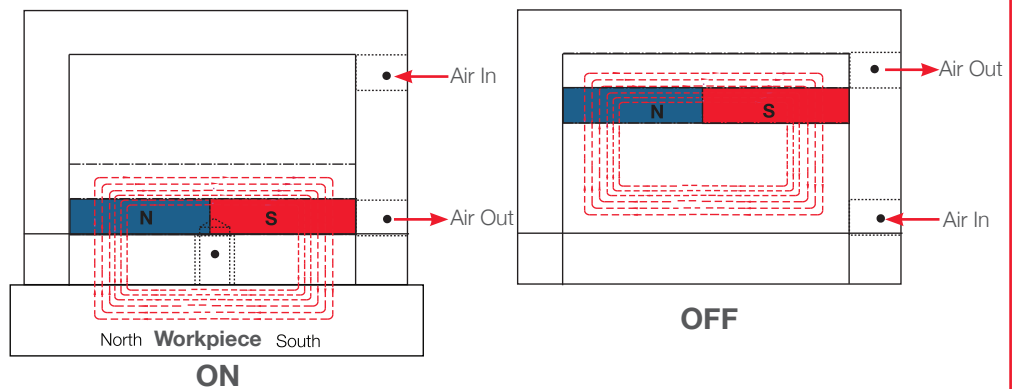 Air In
N S
Air Out
North Workpiece South
ON
Air Out
N S
Air In
OFF